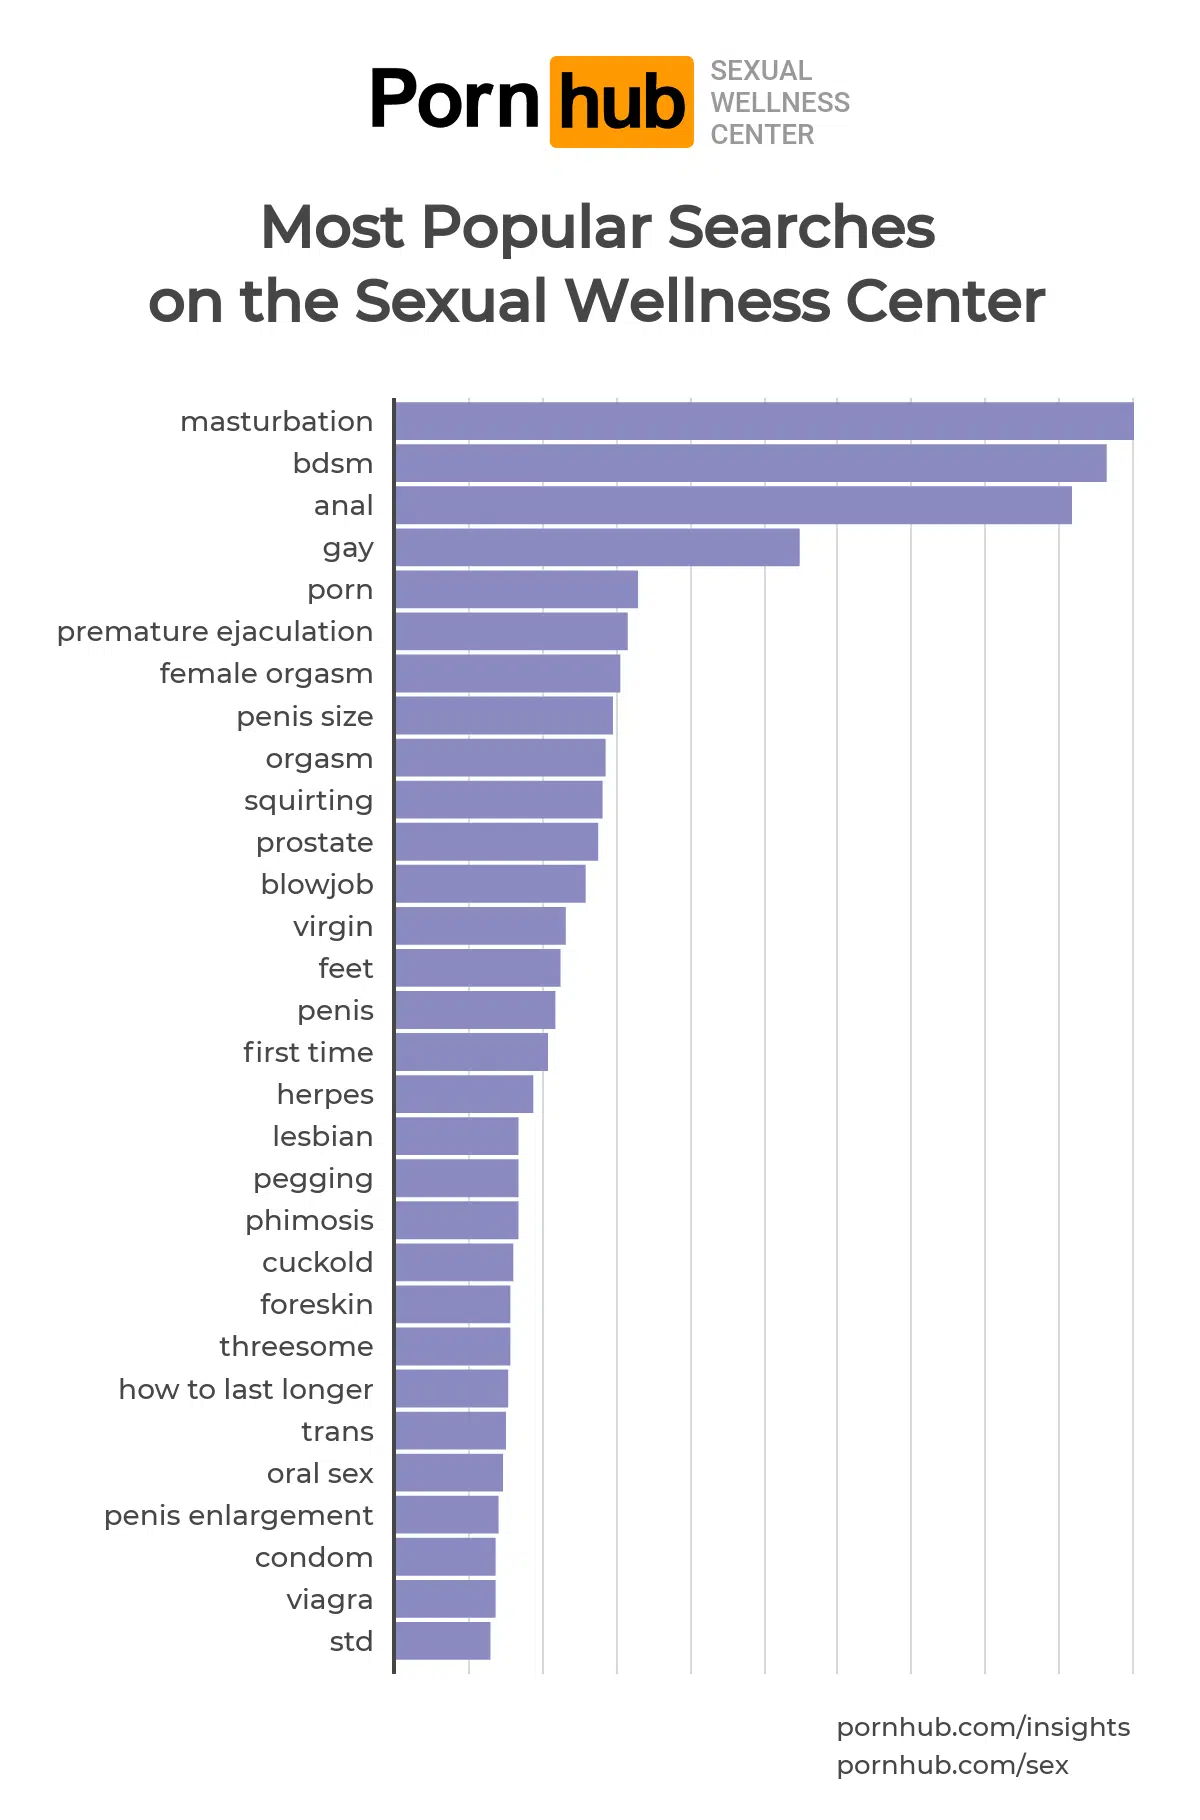 Porn hub
SEXUAL
WELLNESS
CENTER
Most Popular Searches
on the Sexual Wellness Center
masturbation
bdsm
anal
gay
porn
premature ejaculation
female orgasm
penis size
orgasm
squirting
prostate
blowjob
virgin
feet
penis
first time
herpes
lesbian
pegging
phimosis
cuckold
foreskin
threesome
how to last longer
trans
oral sex
penis enlargement
condom
viagra
std
pornhub.com/insights
pornhub.com/sex